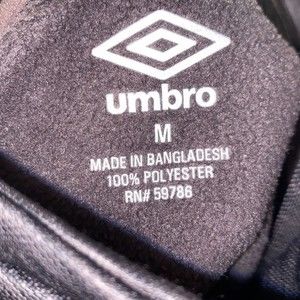 umbro
M
MADE IN BANGLADESH
100% POLYESTER
RN# 59786